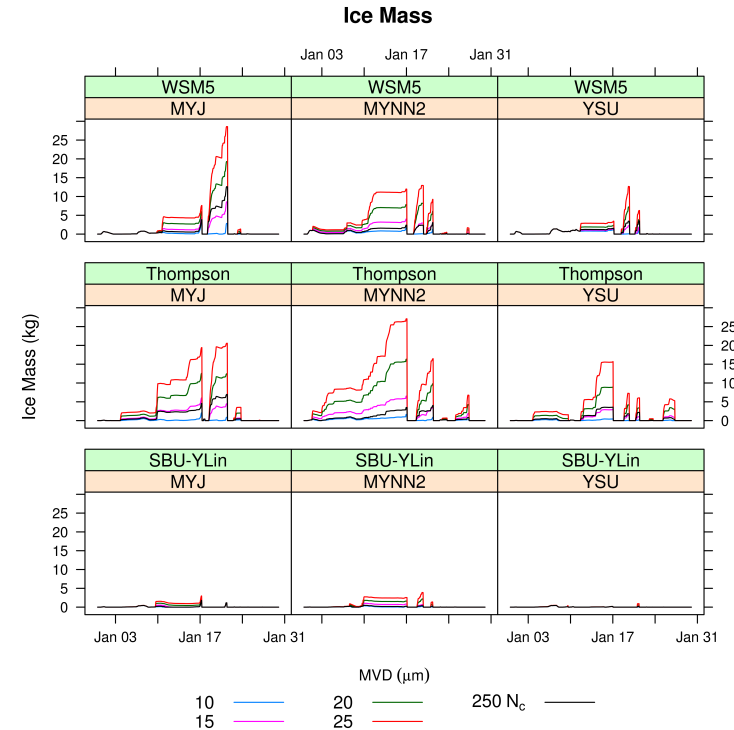 Ice Mass
Jan 03 Jan 17 Jan 31
WSM5 WSM5 WSM5
MYJ MYNN2 YSU
25
20
15
10
5
0
Thompson Thompson Thompson
MYJ MYNN2 YSU
25
20
15
10
5
0
Ice Mass (kg)
SBU-YLin SBU-YLin SBU-YLin
MYJ MYNN2 YSU
25
20
15
10
5
0
Jan 03 Jan 17 Jan 31 Jan 03 Jan 17 Jan 31
MVD (μm)
10 20 250 Nc
15 25